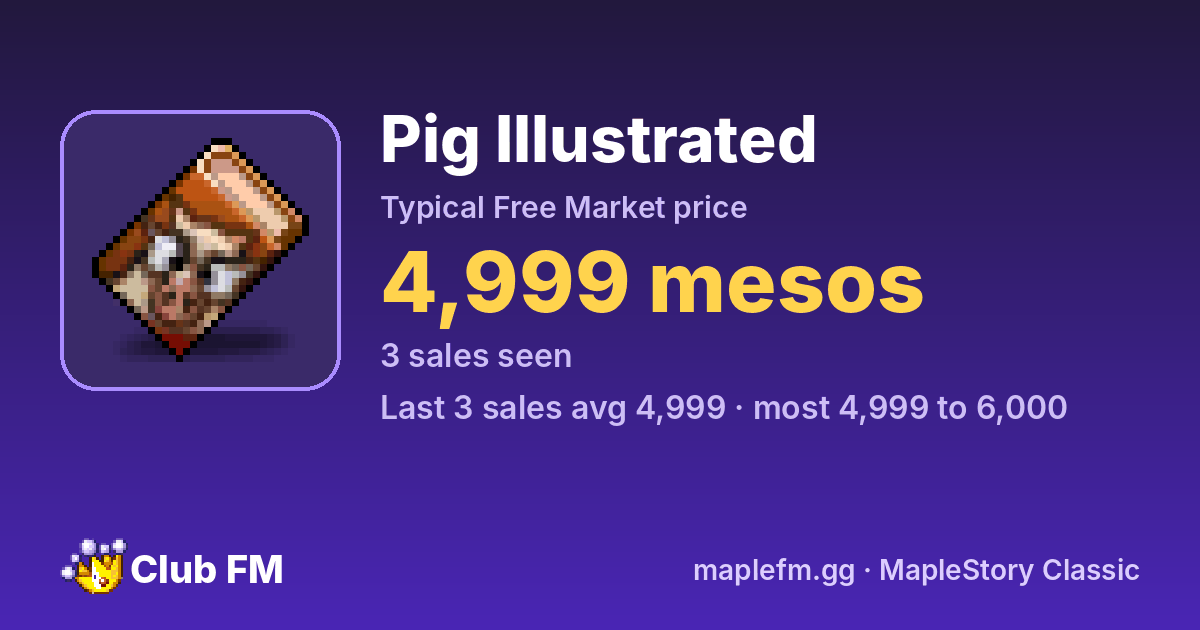 Pig Illustrated
Typical Free Market price
4,999 mesos
3 sales seen
Last 3 sales avg 4,999 · most 4,999 to 6,000
Club FM
maplefm.gg · MapleStory Classic